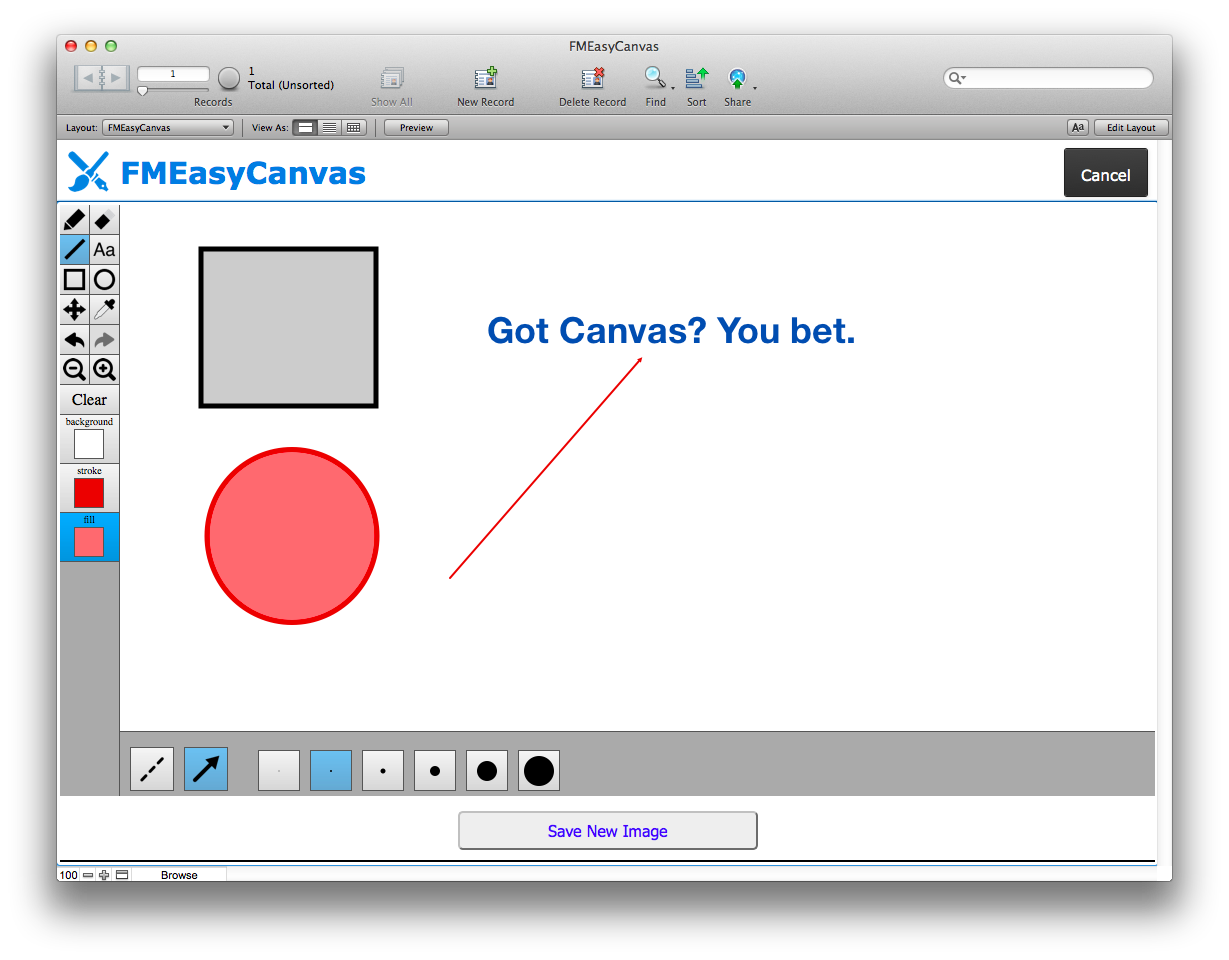 FMEasyCanvas
1
1
Total (Unsorted)
Records
Show All
New Record
Delete Record
Find
Sort
Share
Layout:
FMEasyCanvas
View As:
Preview
Aa
Edit Layout
FMEasyCanvas
Cancel
Aa
Clear
background
stroke
fill
Got Canvas? You bet.
Save New Image
100
Browse